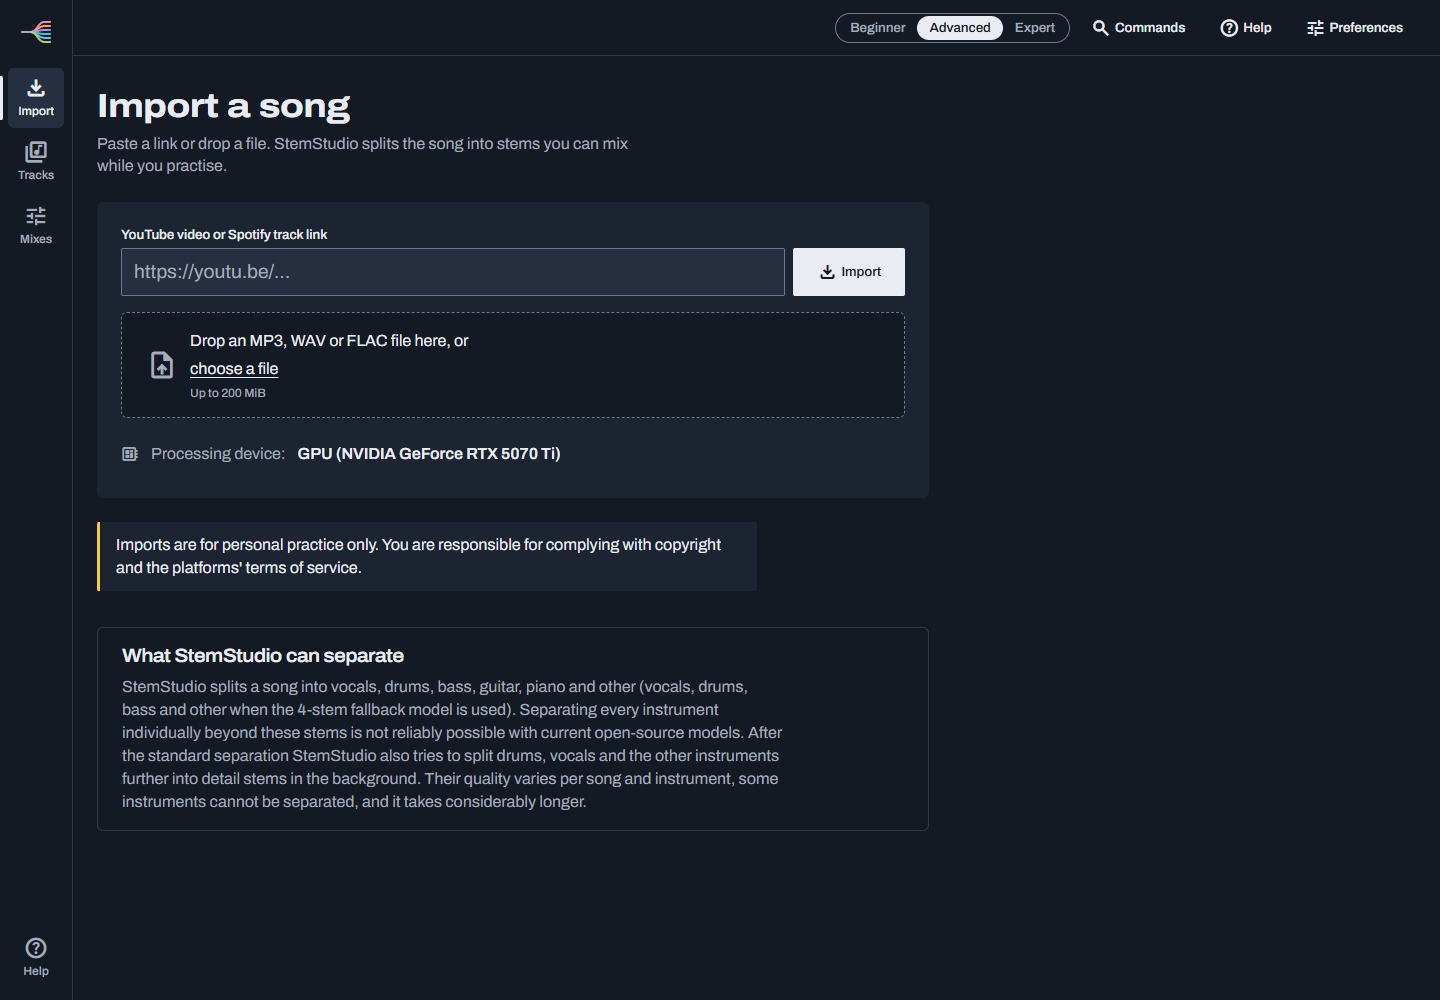 Beginner Advanced Expert Commands Help Preferences
Import
Tracks
Mixes
Help
Import a song
Paste a link or drop a file. StemStudio splits the song into stems you can mix
while you practise.
YouTube video or Spotify track link
https://youtu.be/...
Import
Drop an MP3, WAV or FLAC file here, or
choose a file
Up to 200 MiB
Processing device: GPU (NVIDIA GeForce RTX 5070 Ti)
Imports are for personal practice only. You are responsible for complying with copyright
and the platforms' terms of service.
What StemStudio can separate
StemStudio splits a song into vocals, drums, bass, guitar, piano and other (vocals, drums,
bass and other when the 4-stem fallback model is used). Separating every instrument
individually beyond these stems is not reliably possible with current open-source models. After
the standard separation StemStudio also tries to split drums, vocals and the other instruments
further into detail stems in the background. Their quality varies per song and instrument, some
instruments cannot be separated, and it takes considerably longer.